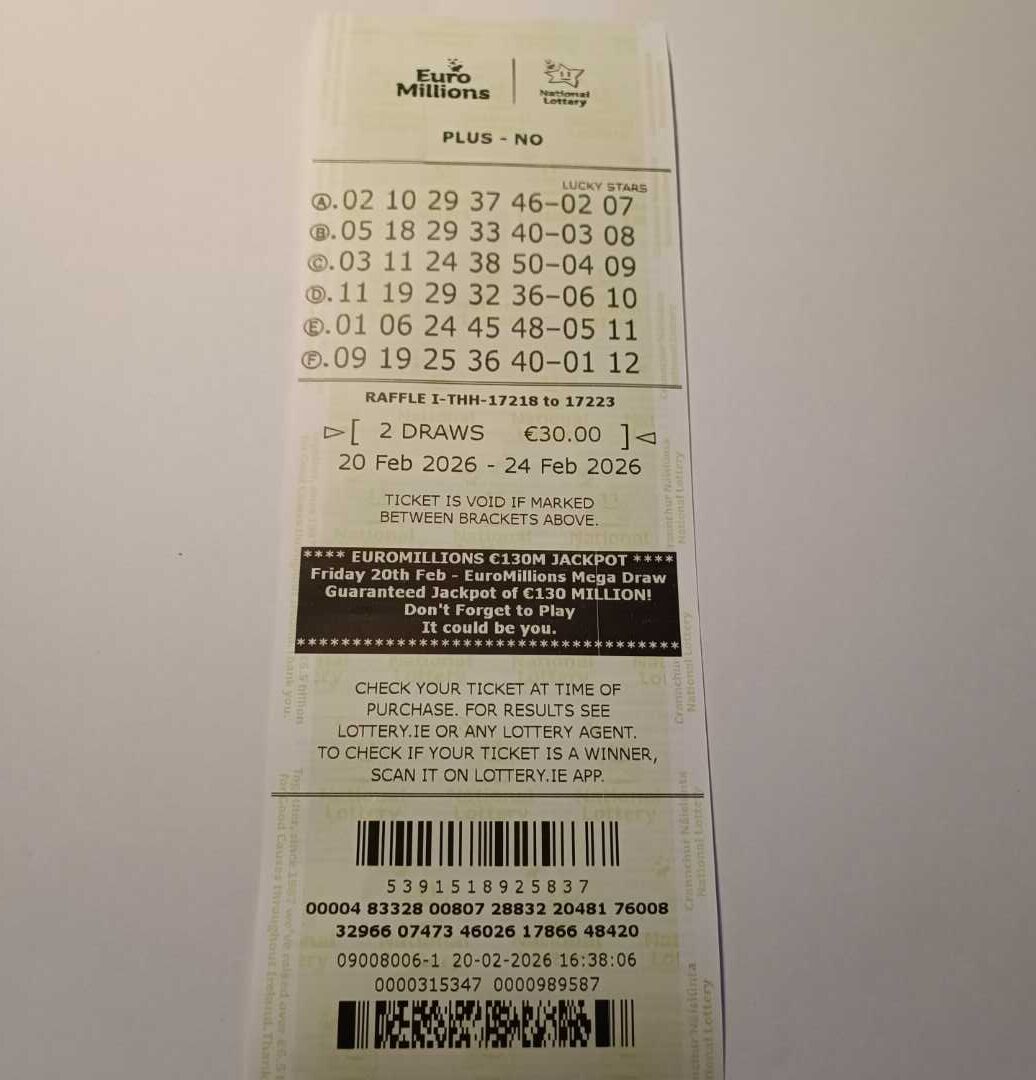 Euro
Millions
National
Lottery
PLUS - NO
LUCKY STARS
Ⓐ.02 10 29 37 46-02 07
Ⓑ.05 18 29 33 40-03 08
Ⓒ.03 11 24 38 50-04 09
Ⓓ.11 19 29 32 36-06 10
Ⓔ.01 06 24 45 48-05 11
Ⓕ.09 19 25 36 40-01 12
RAFFLE I-THH-17218 to 17223
▷[ 2 DRAWS €30.00 ]◁
20 Feb 2026 - 24 Feb 2026
TICKET IS VOID IF MARKED
BETWEEN BRACKETS ABOVE.
**** EUROMILLIONS €130M JACKPOT ****
Friday 20th Feb - EuroMillions Mega Draw
Guaranteed Jackpot of €130 MILLION!
Don't Forget to Play
It could be you.
**************************************
CHECK YOUR TICKET AT TIME OF
PURCHASE. FOR RESULTS SEE
LOTTERY.IE OR ANY LOTTERY AGENT.
TO CHECK IF YOUR TICKET IS A WINNER,
SCAN IT ON LOTTERY.IE APP.
5391518925837
00004 83328 00807 28832 20481 76008
32966 07473 46026 17866 48420
09008006-1 20-02-2026 16:38:06
0000315347 0000989587
Crannchur Náisiúnta
National Lottery